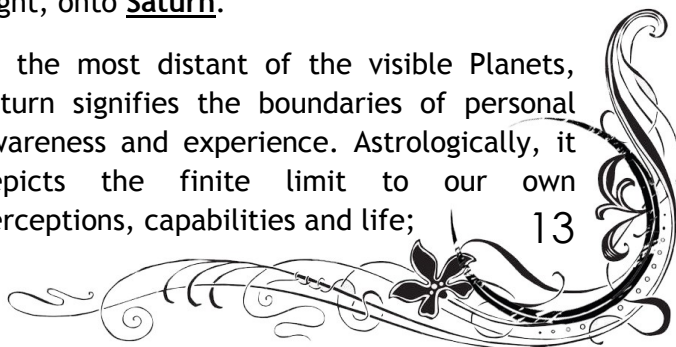 ght, onto Saturn.
the most distant of the visible Planets,
turn signifies the boundaries of personal
wareness and experience. Astrologically, it
epicts the finite limit to our own
erceptions, capabilities and life;
13